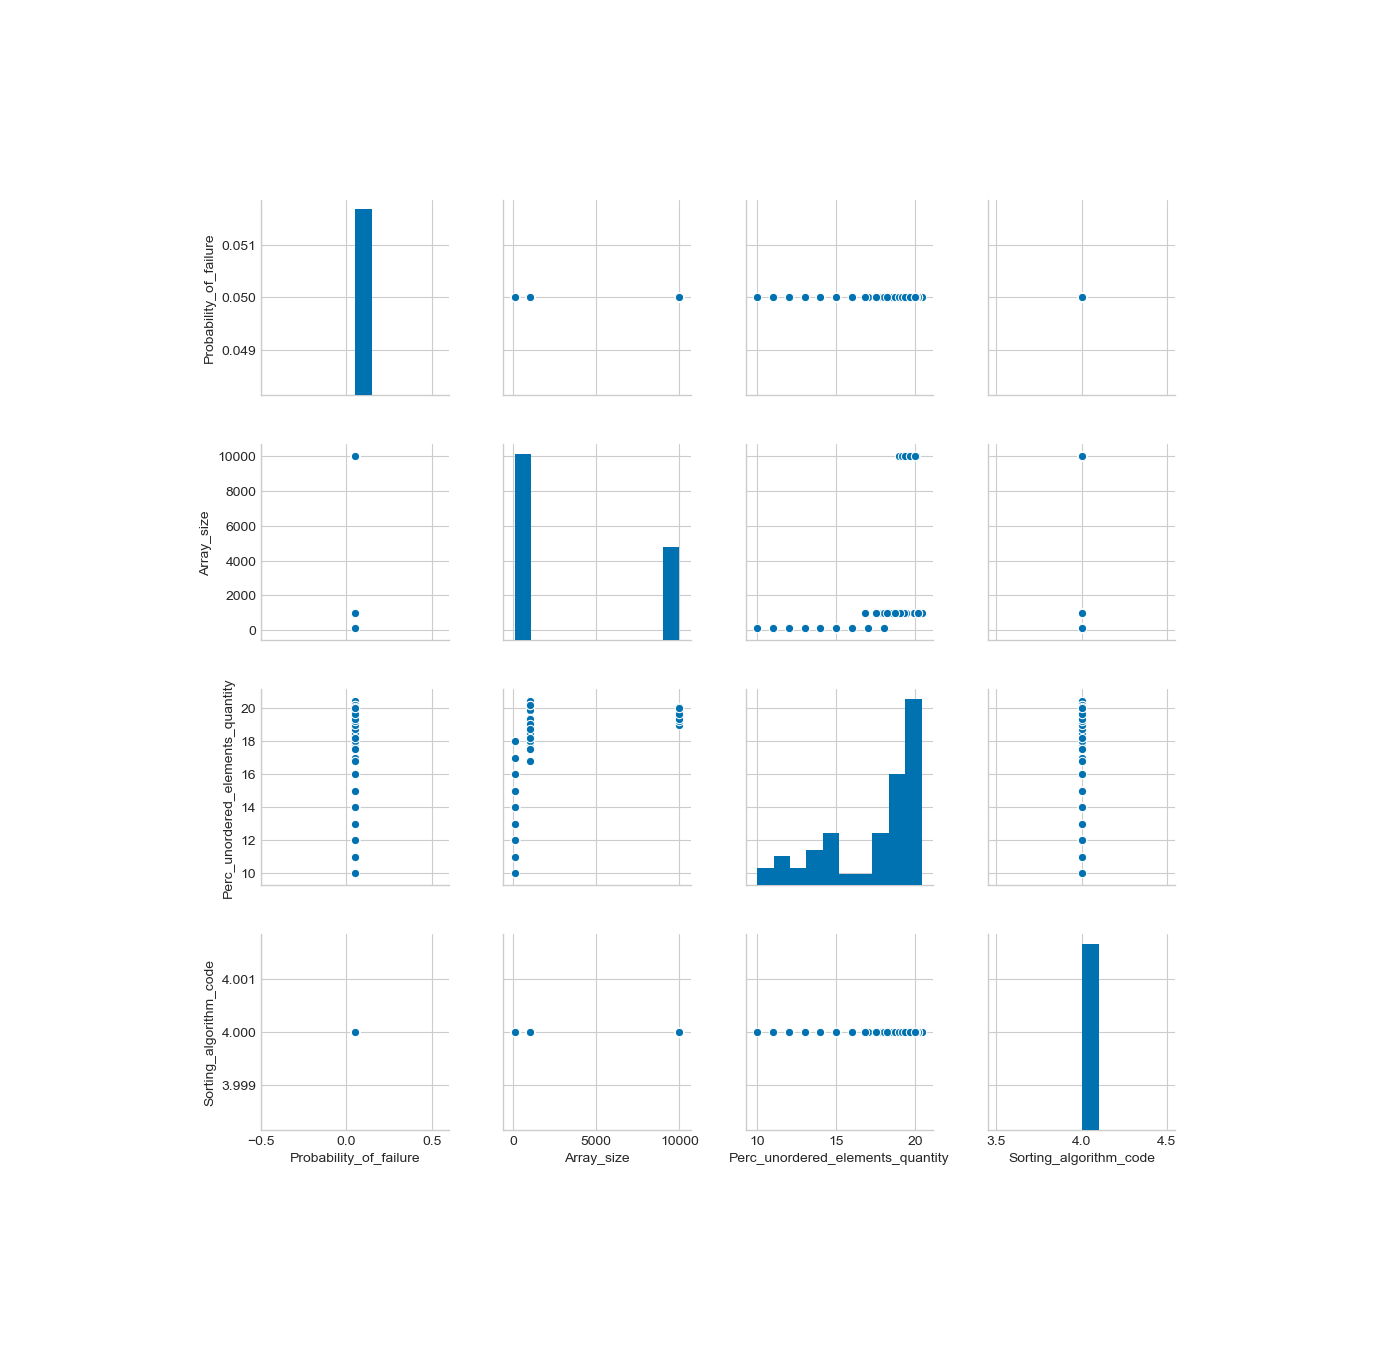 0.051
0.050
0.049
Probability_of_failure
10000
8000
6000
4000
2000
0
Array_size
20
18
16
14
12
10
Perc_unordered_elements_quantity
4.001
4.000
3.999
Sorting_algorithm_code
−0.5 0.0 0.5
0 5000 10000
10 15 20
3.5 4.0 4.5
Probability_of_failure
Array_size
Perc_unordered_elements_quantity
Sorting_algorithm_code